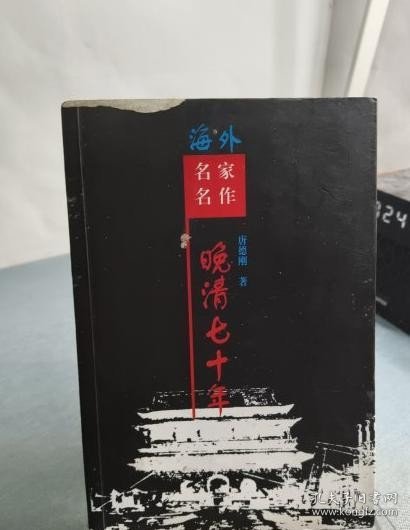 海外
名家
名作
唐德刚 著
晚清七十年
924
孔夫子旧书网
www.kongfz.com